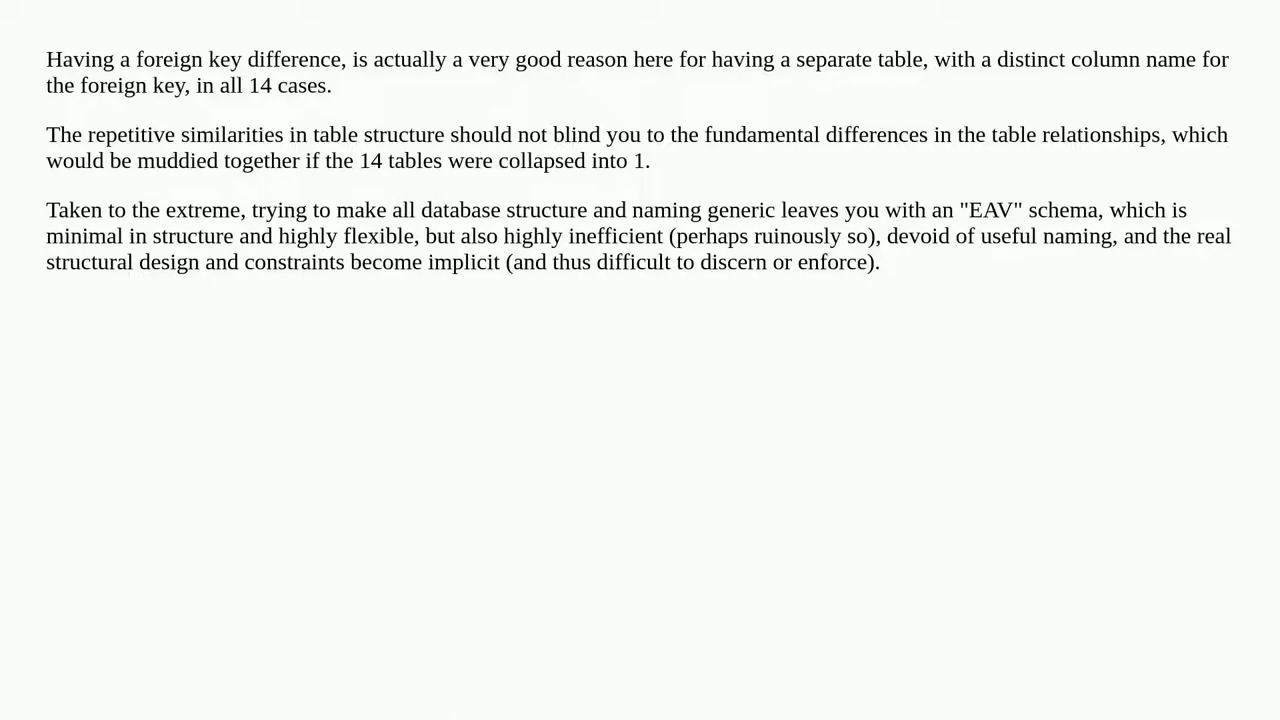 Having a foreign key difference, is actually a very good reason here for having a separate table, with a distinct column name for
the foreign key, in all 14 cases.
The repetitive similarities in table structure should not blind you to the fundamental differences in the table relationships, which
would be muddied together if the 14 tables were collapsed into 1.
Taken to the extreme, trying to make all database structure and naming generic leaves you with an "EAV" schema, which is
minimal in structure and highly flexible, but also highly inefficient (perhaps ruinously so), devoid of useful naming, and the real
structural design and constraints become implicit (and thus difficult to discern or enforce).